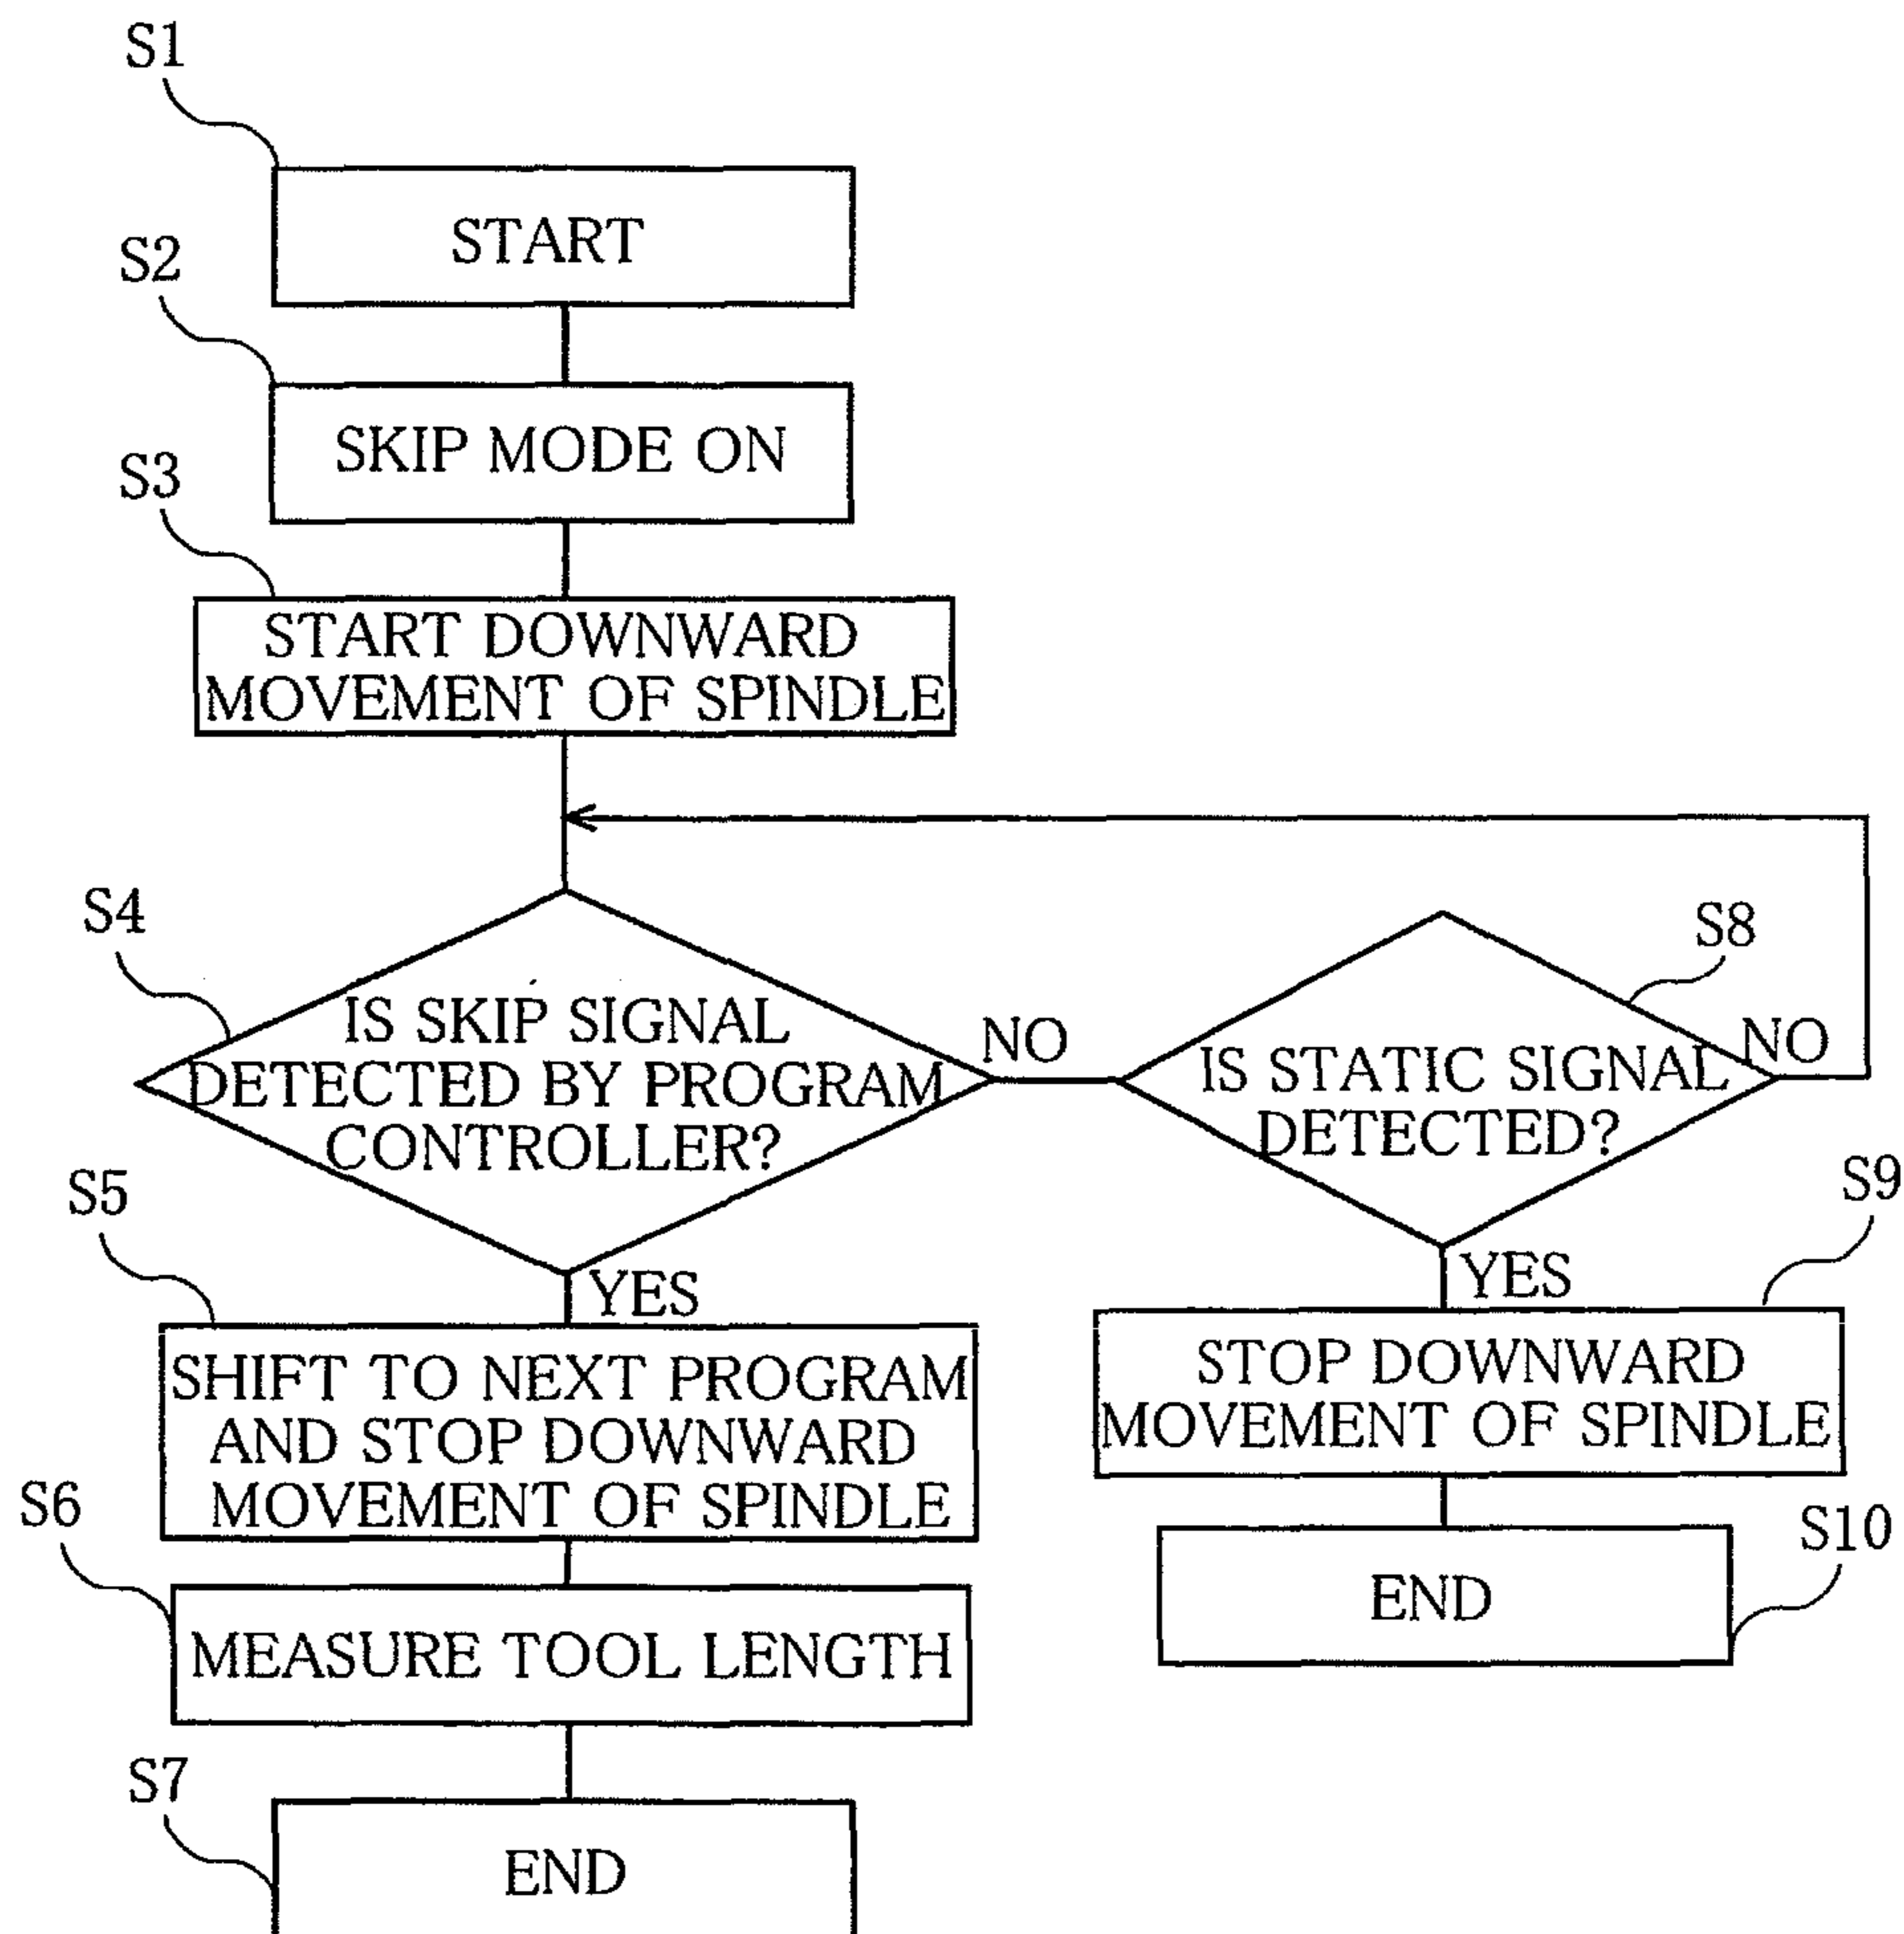 S1
START
S2
SKIP MODE ON
S3
START DOWNWARD
MOVEMENT OF SPINDLE
S4
IS SKIP SIGNAL
DETECTED BY PROGRAM
CONTROLLER?
NO
S8
IS STATIC SIGNAL
DETECTED?
NO
S5
YES
SHIFT TO NEXT PROGRAM
AND STOP DOWNWARD
MOVEMENT OF SPINDLE
S9
YES
STOP DOWNWARD
MOVEMENT OF SPINDLE
S6
MEASURE TOOL LENGTH
S10
END
S7
END